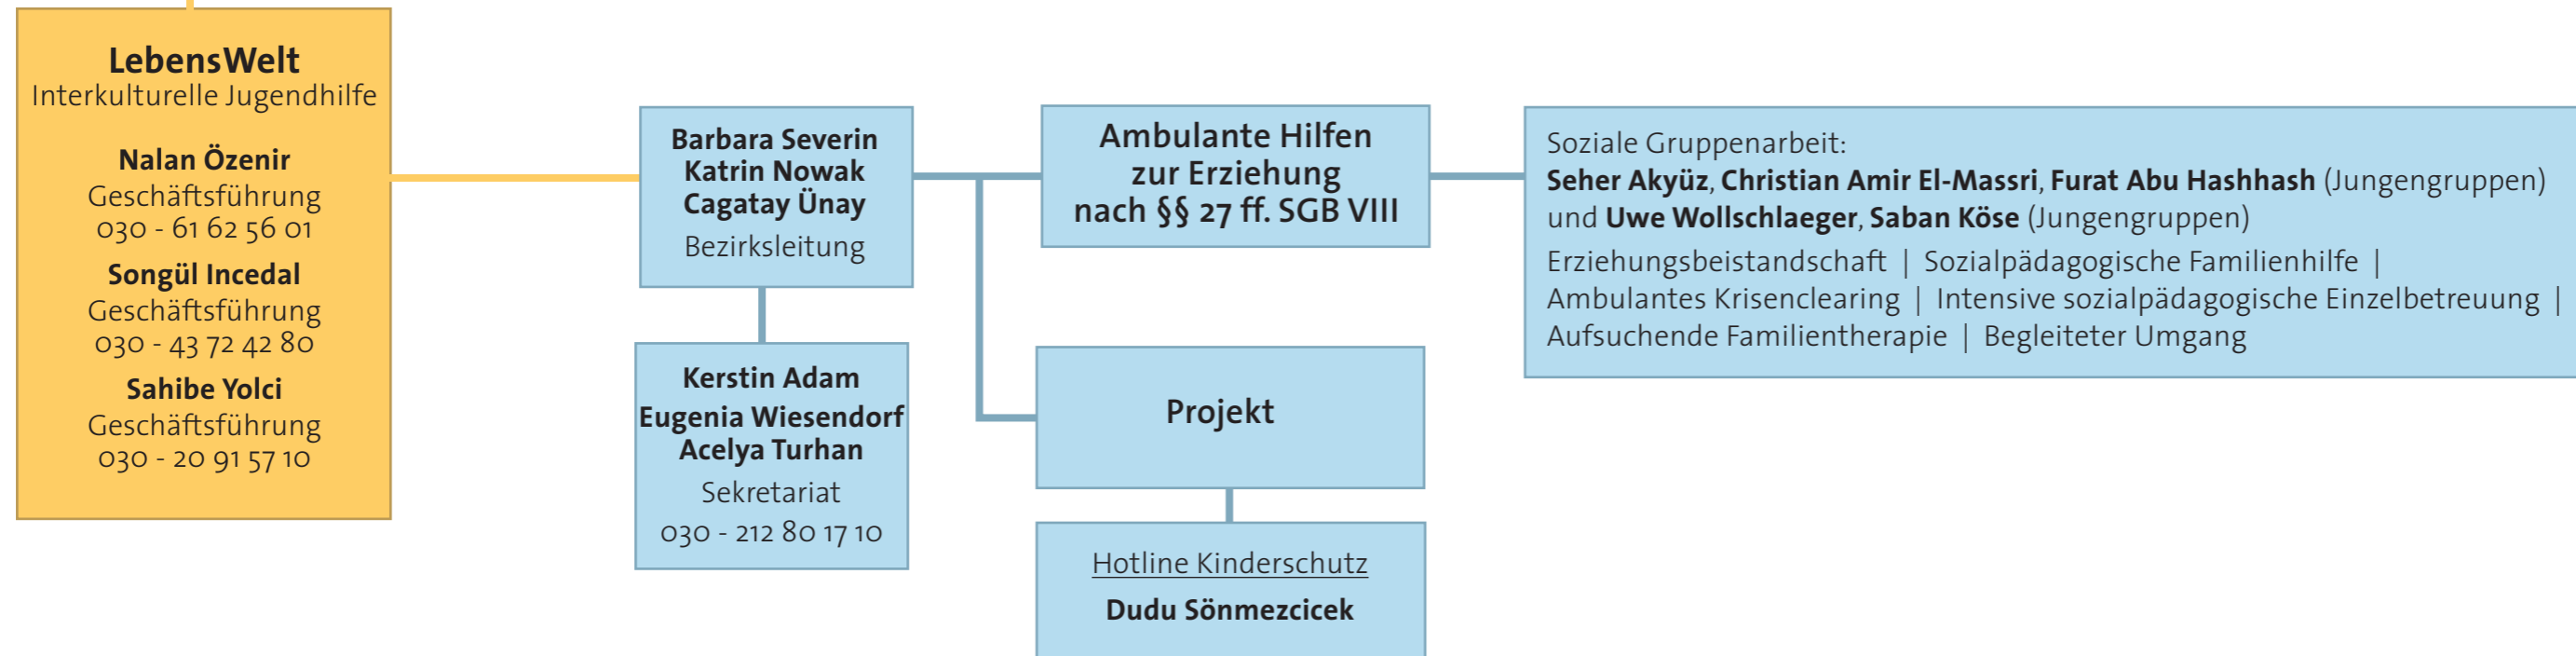 LebensWelt
Interkulturelle Jugendhilfe
Nalan Özenir
Geschäftsführung
030 - 61 62 56 01
Songül Incedal
Geschäftsführung
030 - 43 72 42 80
Sahibe Yolci
Geschäftsführung
030 - 20 91 57 10
Barbara Severin
Katrin Nowak
Cagatay Ünay
Bezirksleitung
Kerstin Adam
Eugenia Wiesendorf
Acelya Turhan
Sekretariat
030 - 212 80 17 10
Ambulante Hilfen
zur Erziehung
nach §§ 27 ff. SGB VIII
Projekt
Hotline Kinderschutz
Dudu Sönmezcicek
Soziale Gruppenarbeit:
Seher Akyüz, Christian Amir El-Massri, Furat Abu Hashhash (Jungengruppen)
und Uwe Wollschlaeger, Saban Köse (Jungengruppen)
Erziehungsbeistandschaft | Sozialpädagogische Familienhilfe |
Ambulantes Krisenclearing | Intensive sozialpädagogische Einzelbetreuung |
Aufsuchende Familientherapie | Begleiteter Umgang